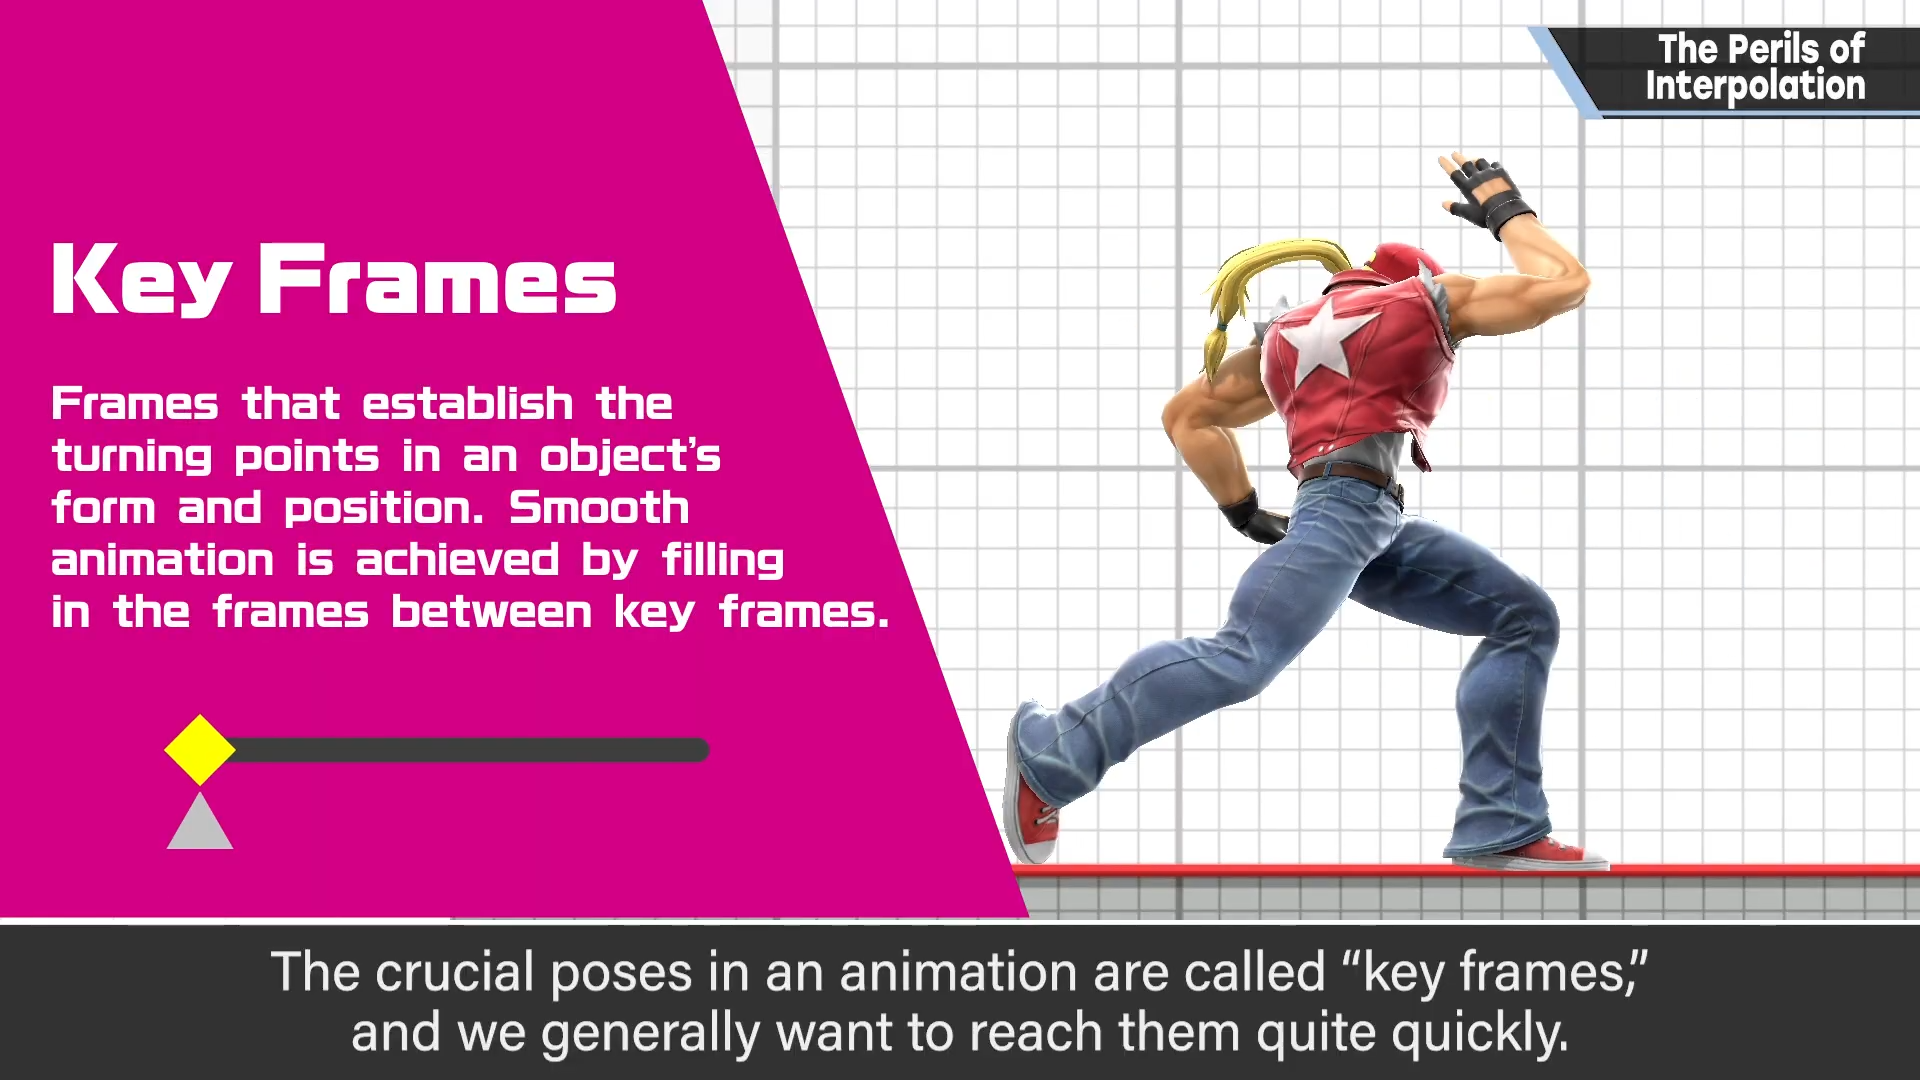 The Perils of
Interpolation
Key Frames
Frames that establish the
turning points in an object’s
form and position. Smooth
animation is achieved by filling
in the frames between key frames.
The crucial poses in an animation are called “key frames,”
and we generally want to reach them quite quickly.